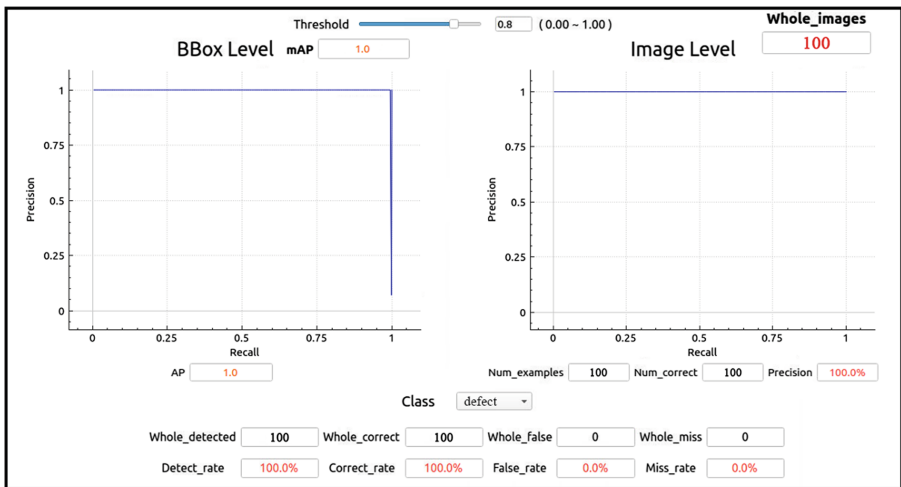 Threshold 0.8 ( 0.00 ~ 1.00 ) Whole_images
BBox Level mAP 1.0 Image Level 100
1 1
0.75 0.75
Precision Precision
0.5 0.5
0.25 0.25
0 0
0 0.25 0.5 0.75 1 0 0.25 0.5 0.75 1
Recall Recall
AP 1.0 Num_examples 100 Num_correct 100 Precision 100.0%
Class defect
Whole_detected 100 Whole_correct 100 Whole_false 0 Whole_miss 0
Detect_rate 100.0% Correct_rate 100.0% False_rate 0.0% Miss_rate 0.0%